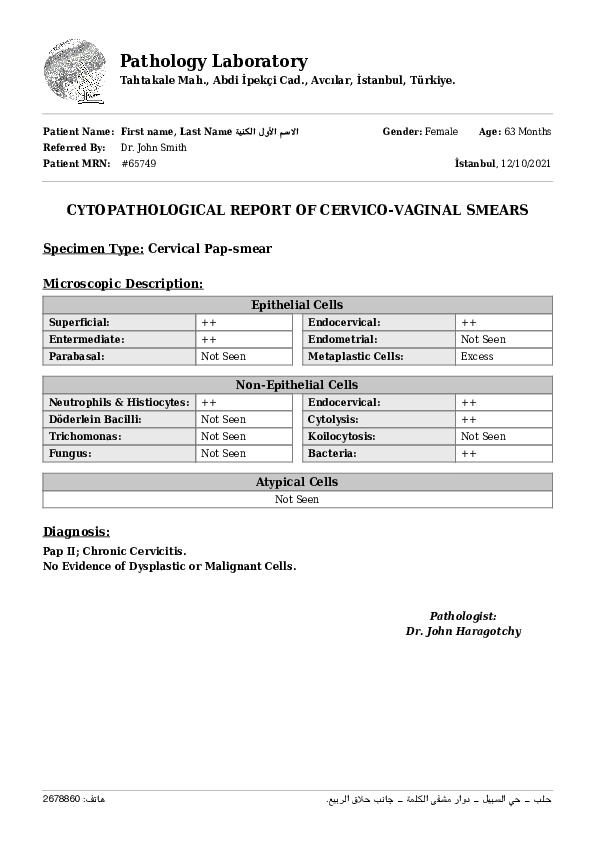 Pathology Laboratory
Tahtakale Mah., Abdi İpekçi Cad., Avcılar, İstanbul, Türkiye.
Patient Name: First name, Last Name الاسم الأول الكنية Gender: Female Age: 63 Months
Referred By: Dr. John Smith
Patient MRN: #65749 İstanbul, 12/10/2021
CYTOPATHOLOGICAL REPORT OF CERVICO-VAGINAL SMEARS
Specimen Type: Cervical Pap-smear
Microscopic Description:
Epithelial Cells
Superficial: ++ Endocervical: ++
Entermediate: ++ Endometrial: Not Seen
Parabasal: Not Seen Metaplastic Cells: Excess
Non-Epithelial Cells
Neutrophils & Histiocytes: ++ Endocervical: ++
Döderlein Bacilli: Not Seen Cytolysis: ++
Trichomonas: Not Seen Koilocytosis: Not Seen
Fungus: Not Seen Bacteria: ++
Atypical Cells
Not Seen
Diagnosis:
Pap II; Chronic Cervicitis.
No Evidence of Dysplastic or Malignant Cells.
Pathologist:
Dr. John Haragotchy
حلب – حي السبيل – دوار مشفى الكلمة – جانب حلاق الربيع. هاتف: 2678860